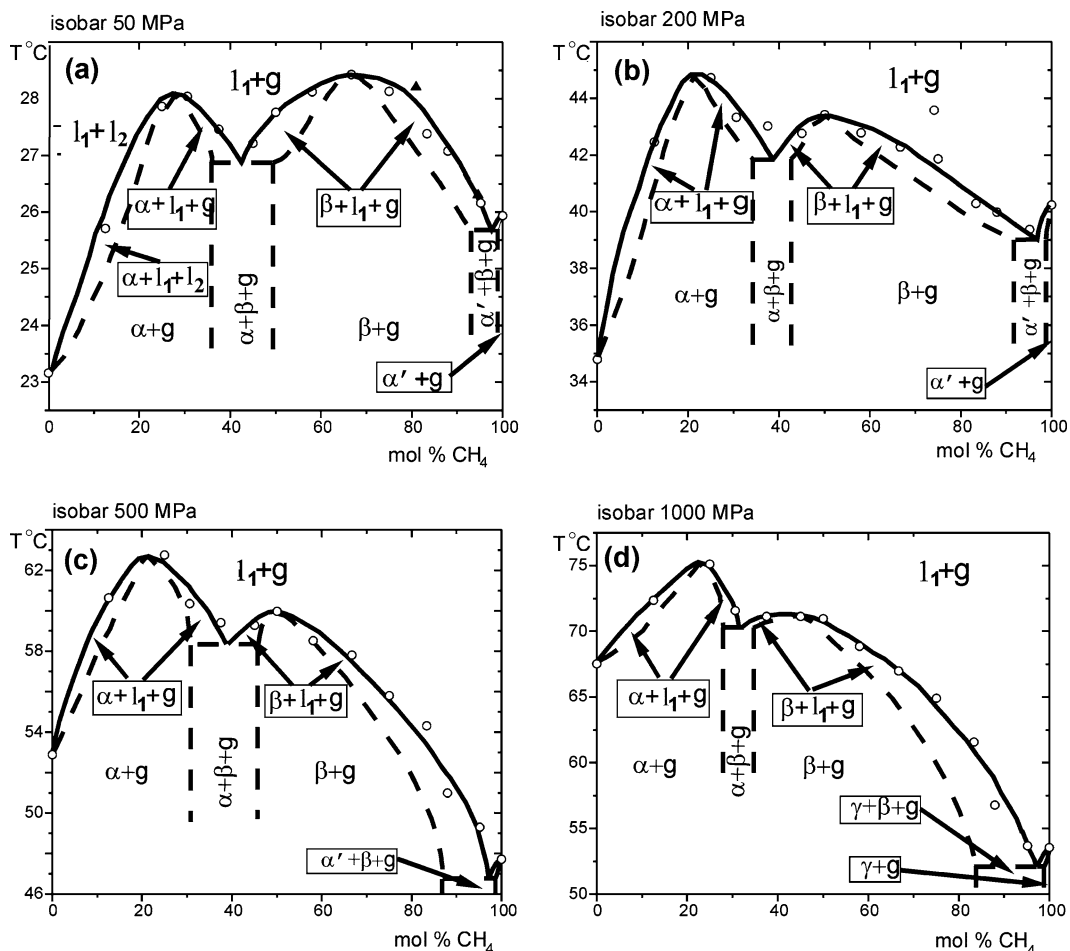 isobar 50 MPa
T °C
(a)
l₁+g
28
l₁+l₂
27
α+l₁+g
β+l₁+g
26
α+l₁+l₂
α+β+g
α′+β+g
25
α+g
β+g
24
23
α′ +g
0 20 40 60 80 100
mol % CH₄
isobar 200 MPa
T °C
(b)
l₁+g
44
42
α+l₁+g
β+l₁+g
40
38
α+g
α+β+g
β+g
α′ +β+g
36
34
α′ +g
0 20 40 60 80 100
mol % CH₄
isobar 500 MPa
T °C
(c)
l₁+g
62
58
α+l₁+g
β+l₁+g
54
α+g
α+β+g
β+g
50
α′ +β+g
46
0 20 40 60 80 100
mol % CH₄
isobar 1000 MPa
T °C
(d)
l₁+g
75
70
α+l₁+g
β+l₁+g
65
α+g
α+β+g
β+g
60
γ+β+g
55
γ+g
50
0 20 40 60 80 100
mol % CH₄